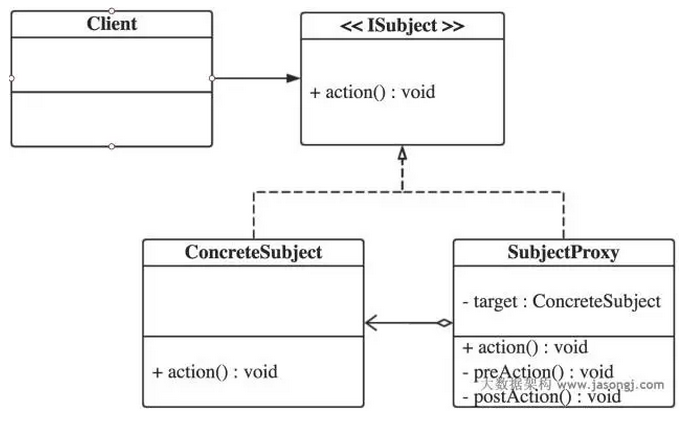 Client
<< ISubject >>
+ action() : void
ConcreteSubject
+ action() : void
SubjectProxy
- target : ConcreteSubject
+ action() : void
- preAction() : void
大数据架构 www.jasongj.com
- postAction() : void